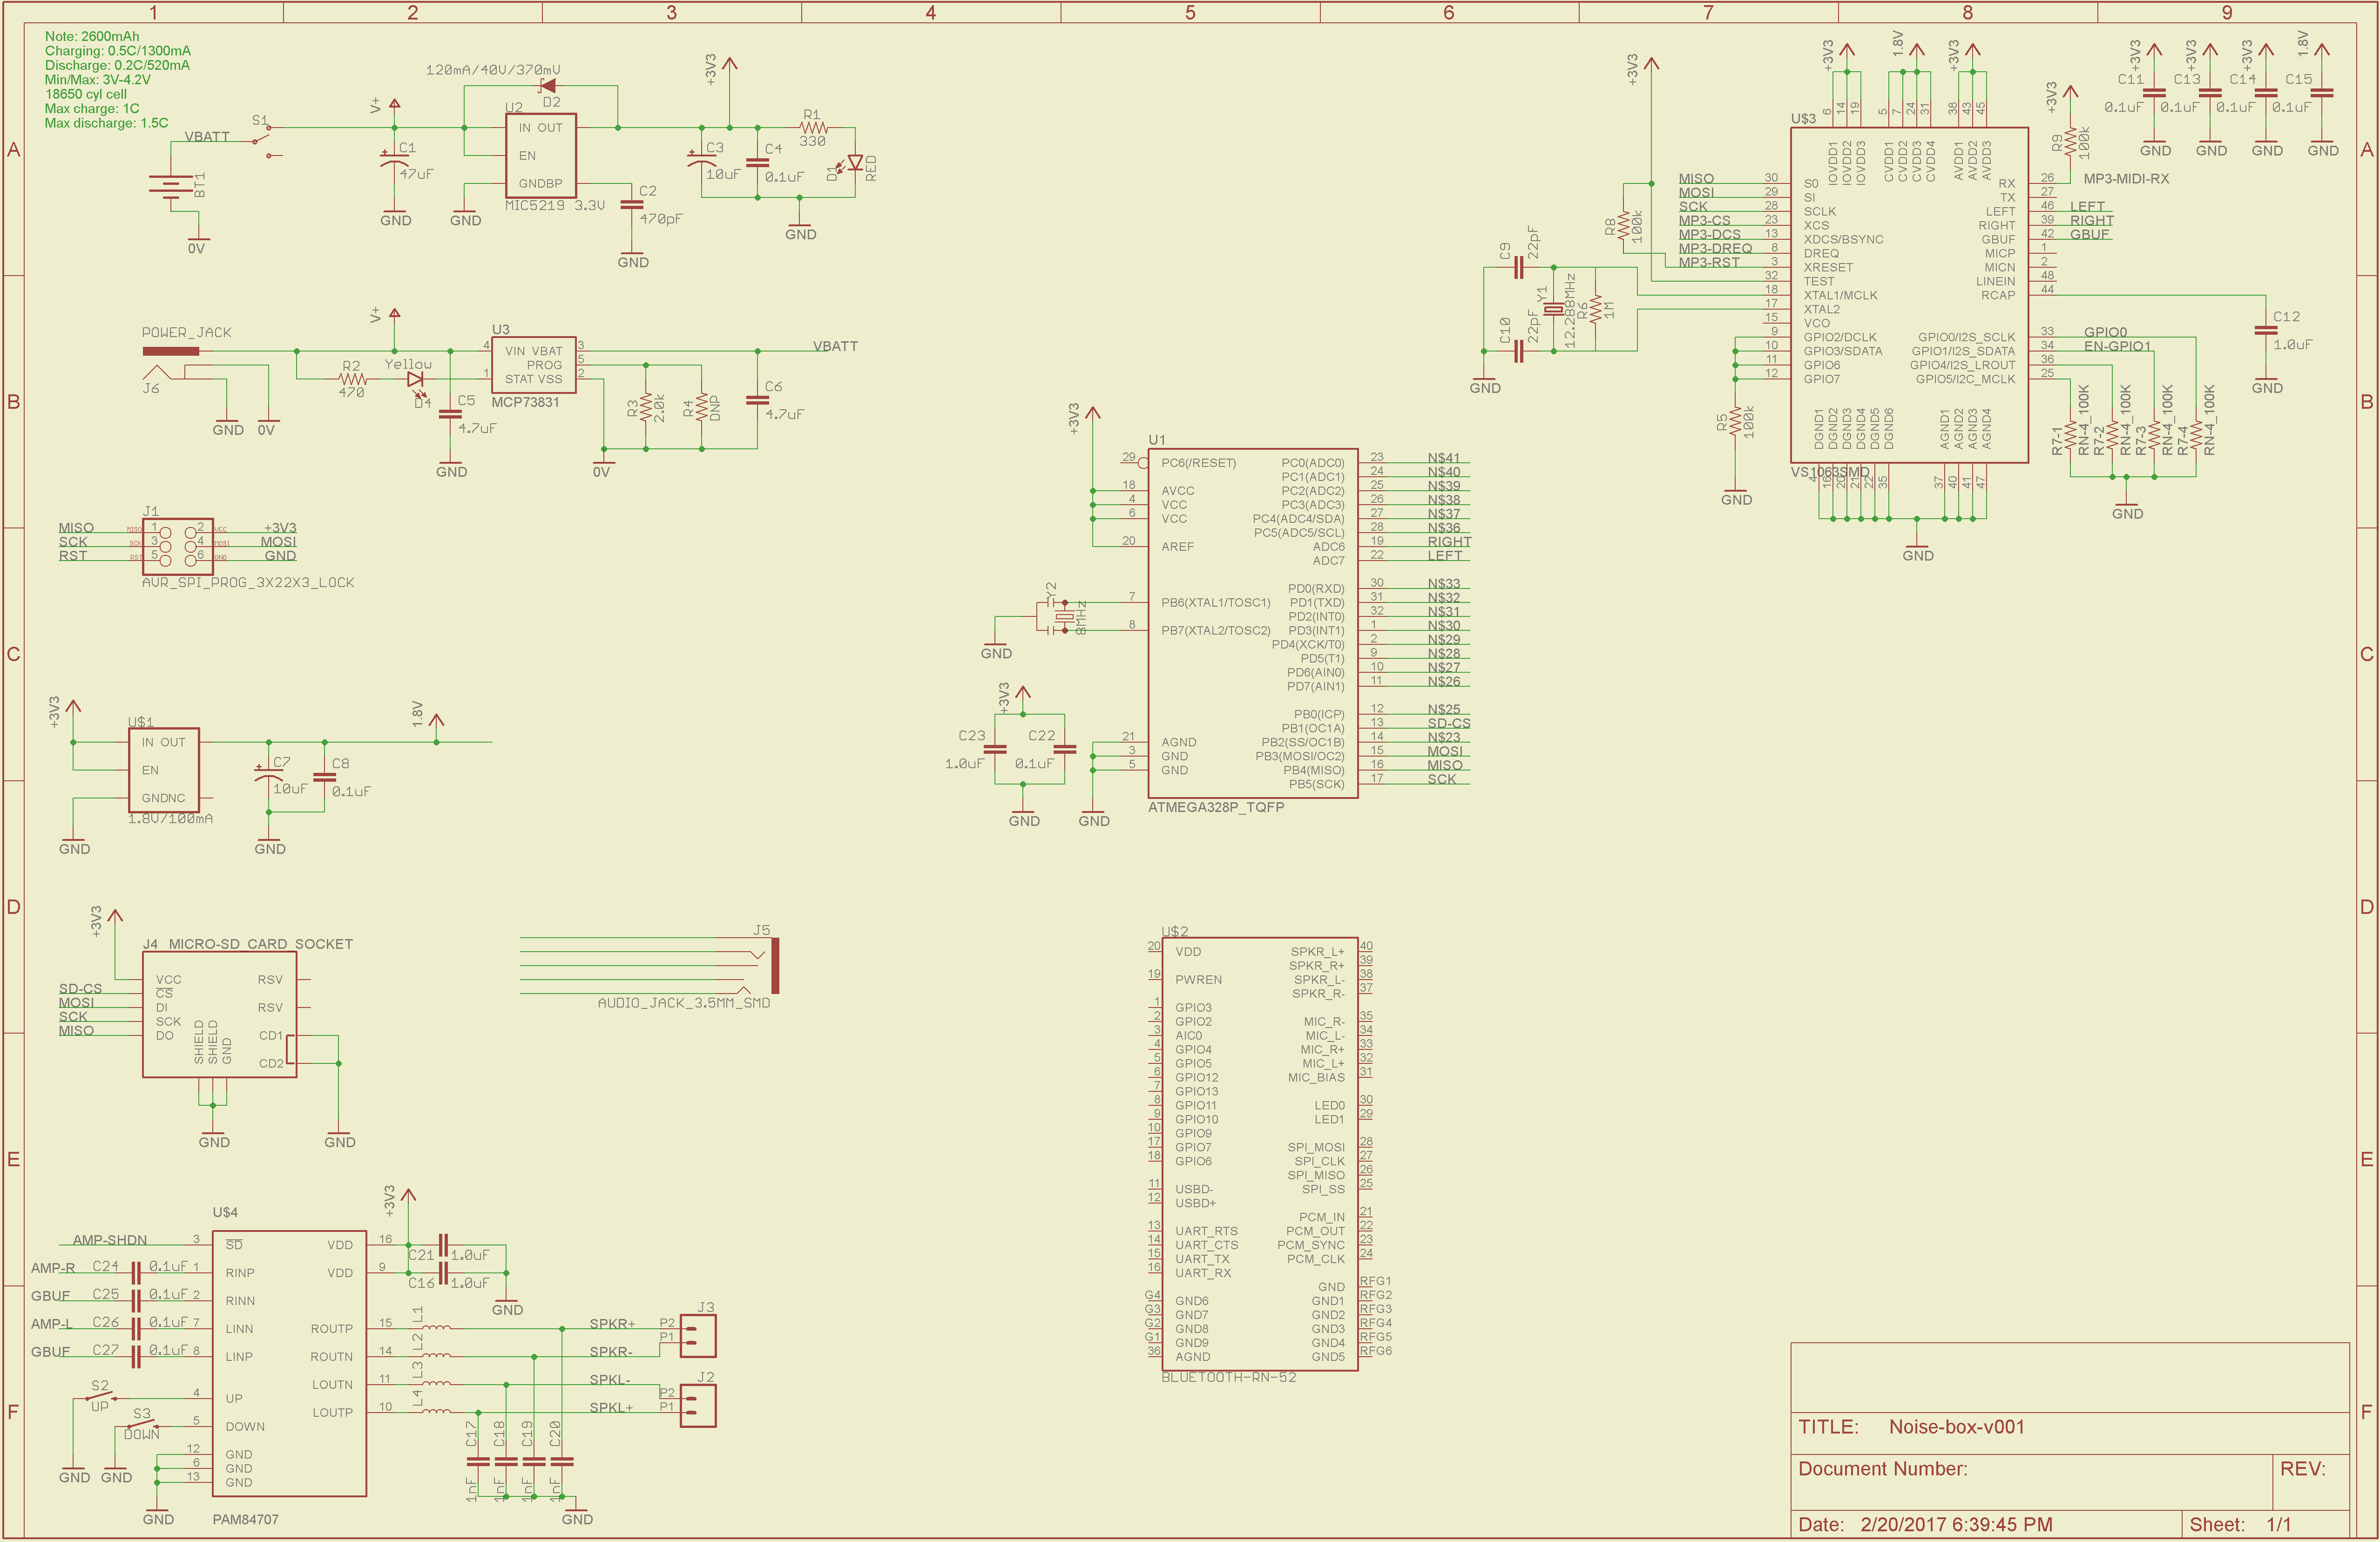 1 2 3 4 5 6 7 8 9
A
B
C
D
E
F
A
B
C
D
E
F
Note: 2600mAh
Charging: 0.5C/1300mA
Discharge: 0.2C/520mA
Min/Max: 3V-4.2V
18650 cyl cell
Max charge: 1C
Max discharge: 1.5C
VBATT
S1
BT1
0V
V+
C1
47uF
GND
120mA/40V/370mV
D2
U2
IN OUT
EN
GNDBP
MIC5219 3.3V
GND
C2
470pF
GND
+3V3
C3
10uF
C4
0.1uF
R1
330
D1
RED
GND
POWER_JACK
J6
GND
0V
V+
R2
470
Yellow
D4
C5
4.7uF
GND
U3
4 VIN VBAT 3
PROG 5
1 STAT VSS 2
MCP73831
R3
2.0k
R4
DNP
C6
4.7uF
VBATT
0V
J1
MISO MISO 1 2 VCC +3V3
SCK SCK 3 4 MOSI MOSI
RST RST 5 6 GND GND
AVR_SPI_PROG_3X22X3_LOCK
+3V3
U$1
IN OUT
EN
GNDNC
1.8V/100mA
GND
C7
10uF
C8
0.1uF
GND
1.8V
+3V3
J4 MICRO-SD_CARD_SOCKET
VCC RSV
SD-CS CS
MOSI DI RSV
SCK SCK
MISO DO CD1
CD2
SHIELD
SHIELD
GND
GND
GND
J5
AUDIO_JACK_3.5MM_SMD
U$4
AMP-SHDN 3 SD VDD 16
AMP-R C24 0.1uF 1 RINP VDD 9
GBUF C25 0.1uF 2 RINN
AMP-L C26 0.1uF 7 LINN ROUTP 15
GBUF C27 0.1uF 8 LINP ROUTN 14
LOUTN 11
S2
UP
4 UP
LOUTP 10
S3
DOWN
5 DOWN
12 GND
6 GND
13 GND
GND
GND
GND
PAM84707
+3V3
C21 1.0uF
C16 1.0uF
GND
L1
L2
L3
L4
SPKR+
SPKR-
SPKL-
SPKL+
J3
P2
P1
J2
P2
P1
C17
1nF
C18
1nF
C19
1nF
C20
1nF
GND
+3V3
U1
29 PC6(/RESET) PC0(ADC0) 23 N$41
PC1(ADC1) 24 N$40
18 AVCC PC2(ADC2) 25 N$39
4 VCC PC3(ADC3) 26 N$38
6 VCC PC4(ADC4/SDA) 27 N$37
PC5(ADC5/SCL) 28 N$36
20 AREF ADC6 19 RIGHT
ADC7 22 LEFT
PD0(RXD) 30 N$33
7 PB6(XTAL1/TOSC1) PD1(TXD) 31 N$32
PD2(INT0) 32 N$31
8 PB7(XTAL2/TOSC2) PD3(INT1) 1 N$30
PD4(XCK/T0) 2 N$29
PD5(T1) 9 N$28
PD6(AIN0) 10 N$27
PD7(AIN1) 11 N$26
PB0(ICP) 12 N$25
PB1(OC1A) 13 SD-CS
21 AGND PB2(SS/OC1B) 14 N$23
3 GND PB3(MOSI/OC2) 15 MOSI
5 GND PB4(MISO) 16 MISO
PB5(SCK) 17 SCK
ATMEGA328P_TQFP
Y2
8MHz
GND
+3V3
C23
1.0uF
C22
0.1uF
GND
GND
U$2
20 VDD SPKR_L+ 40
SPKR_R+ 39
19 PWREN SPKR_L- 38
SPKR_R- 37
1 GPIO3
2 GPIO2 MIC_R- 35
3 AIC0 MIC_L- 34
4 GPIO4 MIC_R+ 33
5 GPIO5 MIC_L+ 32
6 GPIO12 MIC_BIAS 31
7 GPIO13
8 GPIO11 LED0 30
9 GPIO10 LED1 29
10 GPIO9
17 GPIO7 SPI_MOSI 28
18 GPIO6 SPI_CLK 27
SPI_MISO 26
11 USBD- SPI_SS 25
12 USBD+
PCM_IN 21
13 UART_RTS PCM_OUT 22
14 UART_CTS PCM_SYNC 23
15 UART_TX PCM_CLK 24
16 UART_RX
GND RFG1
G4 GND6 GND1 RFG2
G3 GND7 GND2 RFG3
G2 GND8 GND3 RFG4
G1 GND9 GND4 RFG5
36 AGND GND5 RFG6
BLUETOOTH-RN-52
+3V3
R8
100k
C9
22pF
C10
22pF
Y1
12.288MHz
R6
1M
GND
+3V3
1.8V
+3V3
U$3
6 14 19 5 7 24 31 38 43 45
IOVDD1 IOVDD2 IOVDD3 CVDD1 CVDD2 CVDD3 CVDD4 AVDD1 AVDD2 AVDD3
MISO 30 S0 RX 26 MP3-MIDI-RX
MOSI 29 SI TX 27
SCK 28 SCLK LEFT 46 LEFT
MP3-CS 23 XCS RIGHT 39 RIGHT
MP3-DCS 13 XDCS/BSYNC GBUF 42 GBUF
MP3-DREQ 8 DREQ MICP 1
MP3-RST 3 XRESET MICN 2
32 TEST LINEIN 48
18 XTAL1/MCLK RCAP 44
17 XTAL2
15 VCO
9 GPIO2/DCLK GPIO0/I2S_SCLK 33 GPIO0
10 GPIO3/SDATA GPIO1/I2S_SDATA 34 EN-GPIO1
11 GPIO6 GPIO4/I2S_LROUT 36
12 GPIO7 GPIO5/I2C_MCLK 25
DGND1 DGND2 DGND3 DGND4 DGND5 DGND6 AGND1 AGND2 AGND3 AGND4
VS1063SMD
4 16 20 21 22 35 37 40 41 47
GND
R5
100k
GND
+3V3
R9
100k
+3V3 +3V3 +3V3 1.8V
C11 C13 C14 C15
0.1uF 0.1uF 0.1uF 0.1uF
GND GND GND GND
C12
1.0uF
GND
R7-1
RN-4_100K
R7-2
RN-4_100K
R7-3
RN-4_100K
R7-4
RN-4_100K
GND
TITLE: Noise-box-v001
Document Number:
REV:
Date: 2/20/2017 6:39:45 PM
Sheet: 1/1